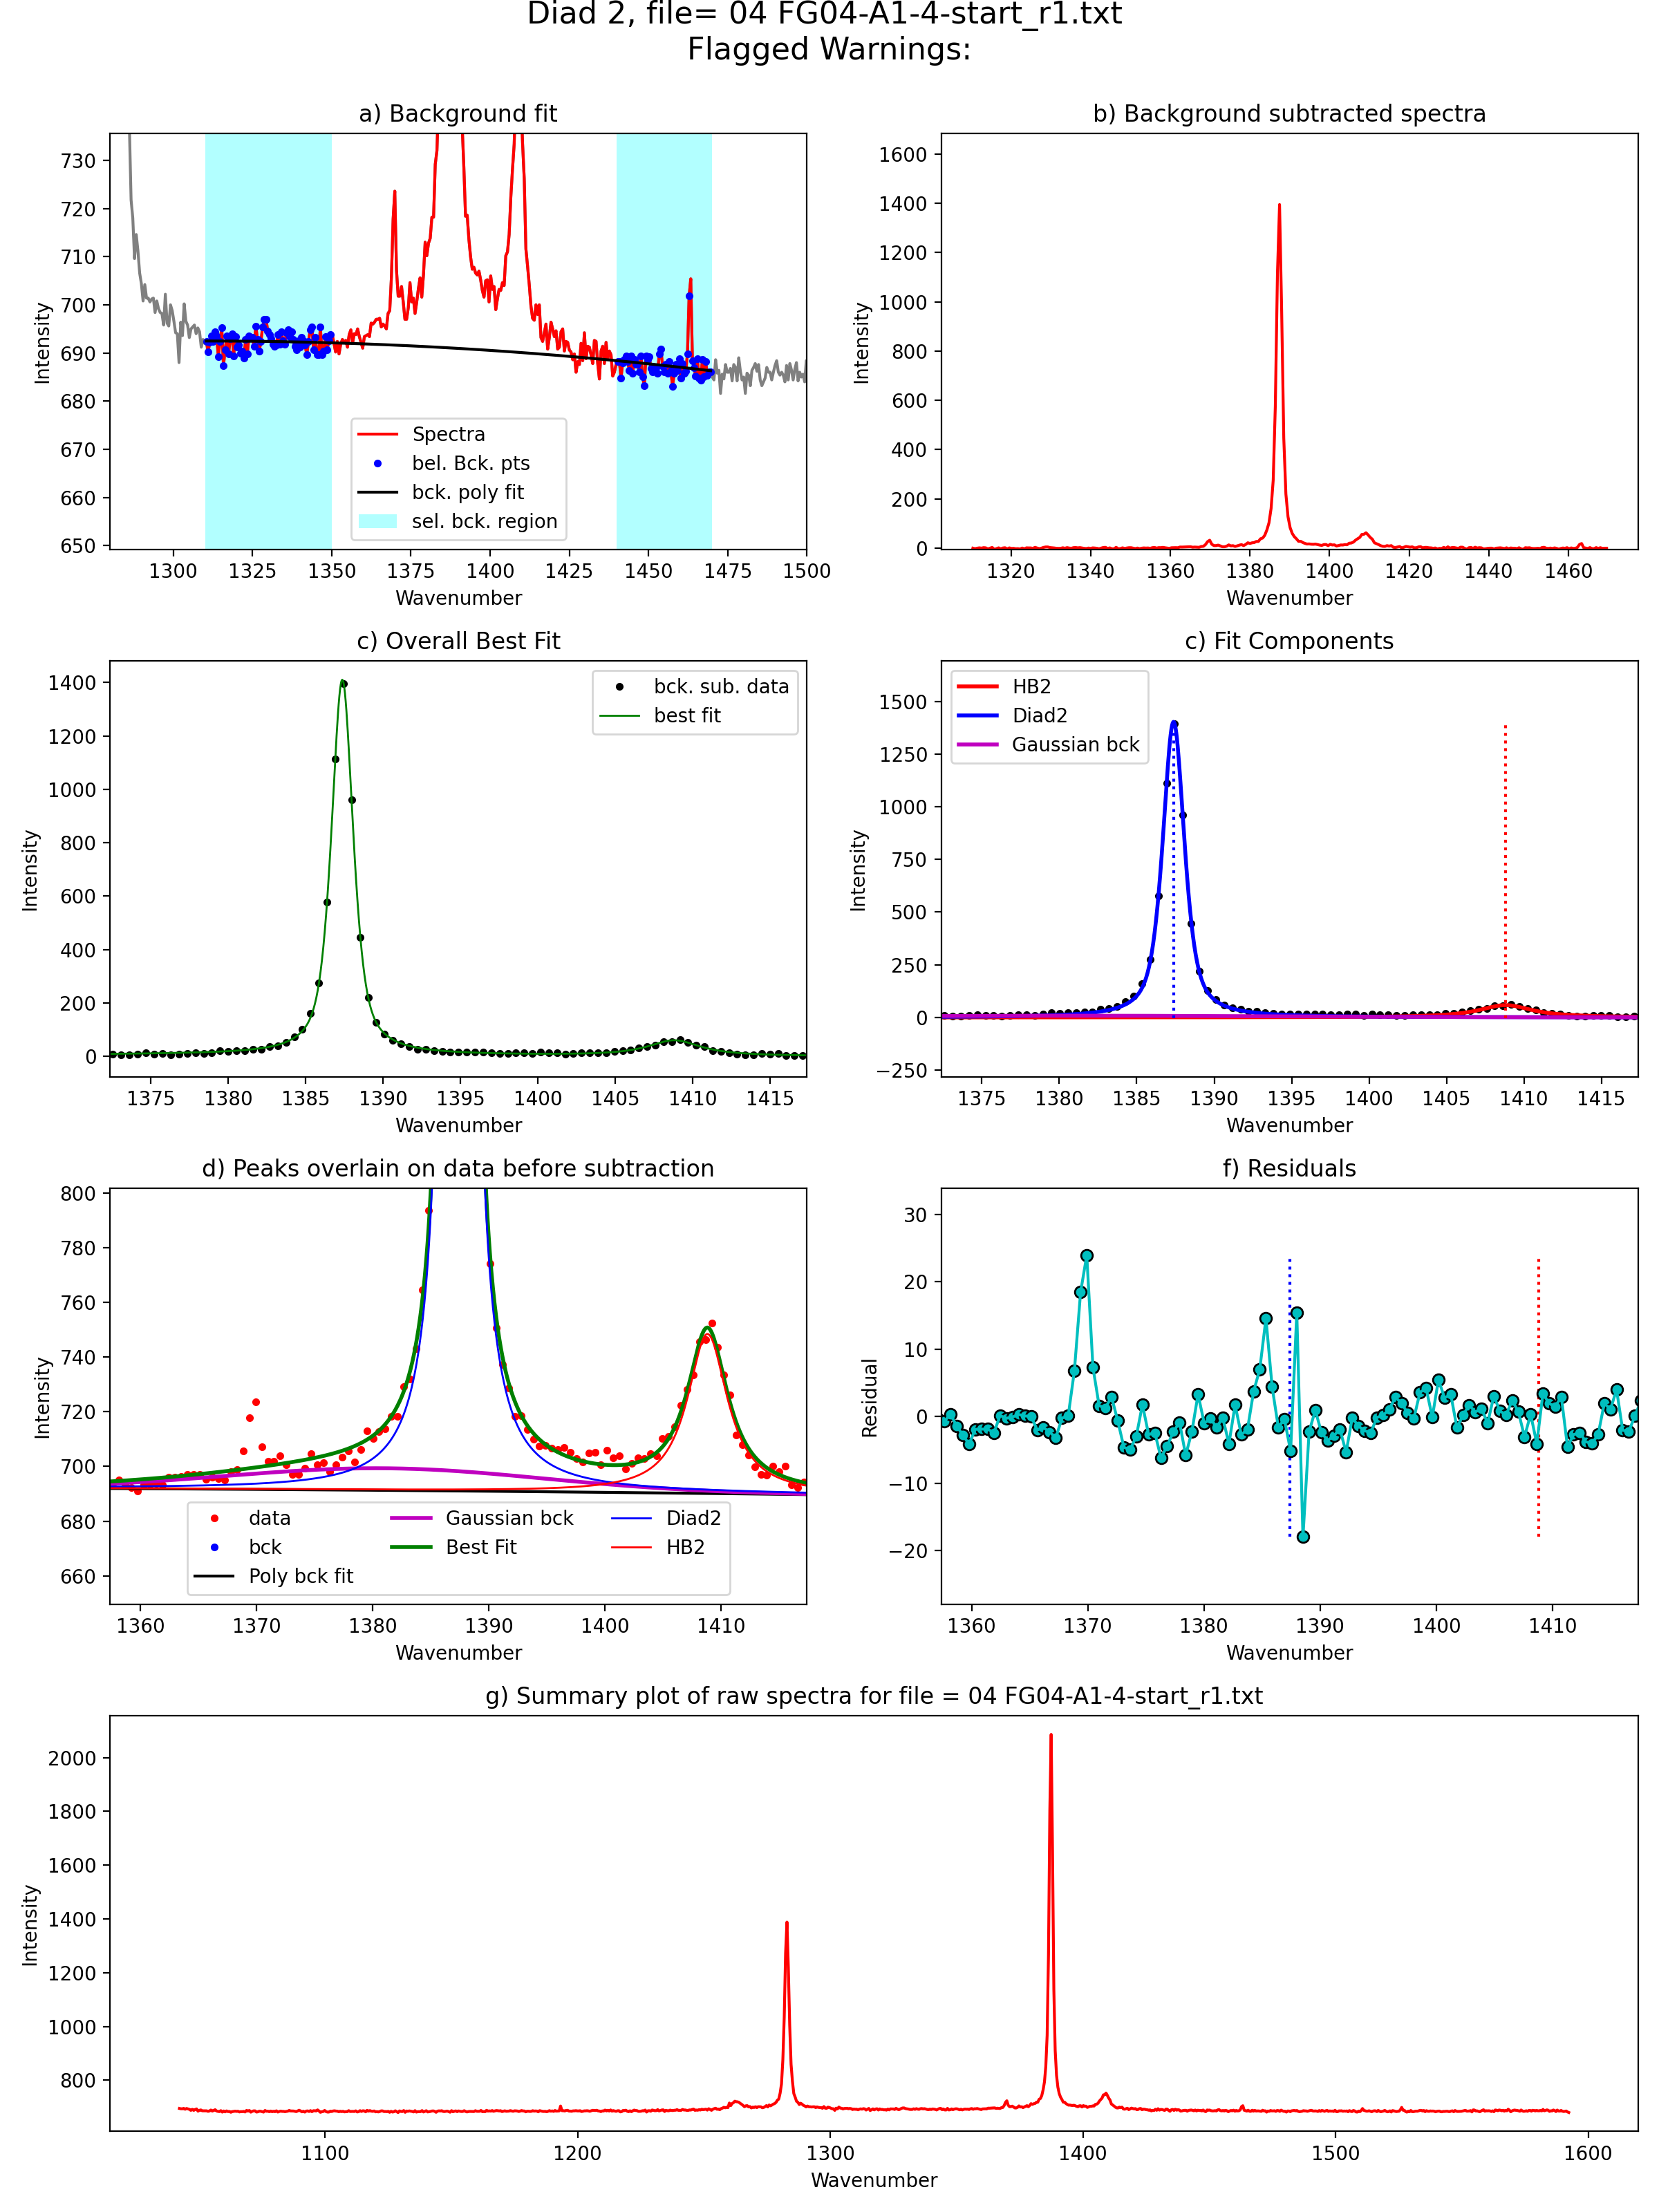 Diad 2, file= 04 FG04-A1-4-start_r1.txt
Flagged Warnings:
a) Background fit
Intensity
730
720
710
700
690
680
670
660
650
Spectra
bel. Bck. pts
bck. poly fit
sel. bck. region
1300 1325 1350 1375 1400 1425 1450 1475 1500
Wavenumber
b) Background subtracted spectra
Intensity
1600
1400
1200
1000
800
600
400
200
0
1320 1340 1360 1380 1400 1420 1440 1460
Wavenumber
c) Overall Best Fit
Intensity
1400
1200
1000
800
600
400
200
0
bck. sub. data
best fit
1375 1380 1385 1390 1395 1400 1405 1410 1415
Wavenumber
c) Fit Components
Intensity
1500
1250
1000
750
500
250
0
−250
HB2
Diad2
Gaussian bck
1375 1380 1385 1390 1395 1400 1405 1410 1415
Wavenumber
d) Peaks overlain on data before subtraction
Intensity
800
780
760
740
720
700
680
660
data Gaussian bck Diad2
bck Best Fit HB2
Poly bck fit
1360 1370 1380 1390 1400 1410
Wavenumber
f) Residuals
Residual
30
20
10
0
−10
−20
1360 1370 1380 1390 1400 1410
Wavenumber
g) Summary plot of raw spectra for file = 04 FG04-A1-4-start_r1.txt
Intensity
2000
1800
1600
1400
1200
1000
800
1100 1200 1300 1400 1500 1600
Wavenumber